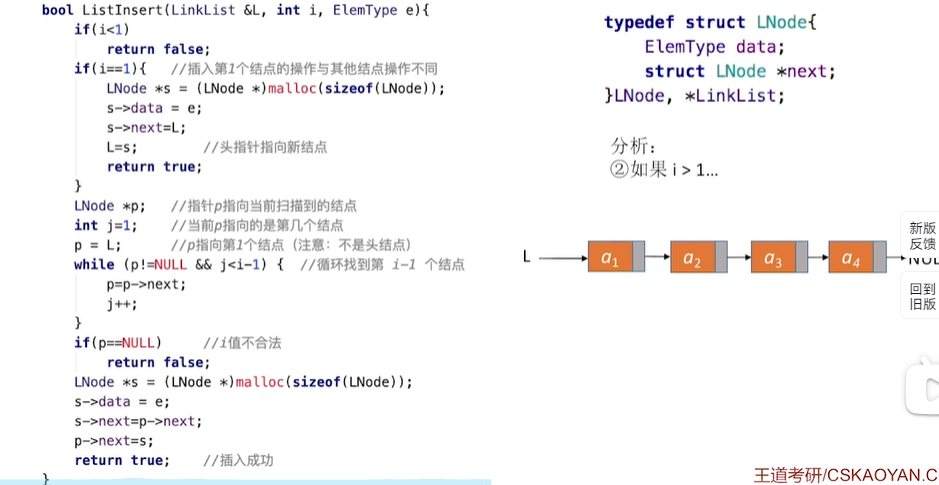 bool ListInsert(LinkList &L, int i, ElemType e){
if(i<1)
return false;
if(i==1){ //插入第1个结点的操作与其他结点操作不同
LNode *s = (LNode *)malloc(sizeof(LNode));
s->data = e;
s->next=L;
L=s; //头指针指向新结点
return true;
}
LNode *p; //指针p指向当前扫描到的结点
int j=1; //当前p指向的是第几个结点
p = L; //p指向第1个结点（注意：不是头结点）
while (p!=NULL && j<i-1) { //循环找到第 i-1 个结点
p=p->next;
j++;
}
if(p==NULL) //i值不合法
return false;
LNode *s = (LNode *)malloc(sizeof(LNode));
s->data = e;
s->next=p->next;
p->next=s;
return true; //插入成功
}
typedef struct LNode{
ElemType data;
struct LNode *next;
}LNode, *LinkList;
分析：
②如果 i > 1…
L a1 a2 a3 a4
新版
反馈
回到
旧版
王道考研/CSKAOYAN.C